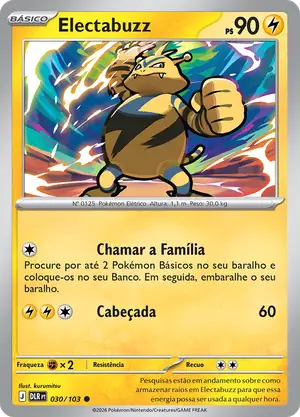 BÁSICO
Electabuzz
PS 90
Nº 0125 Pokémon Elétrico. Altura: 1,1 m Peso: 30,0 kg
Chamar a Família
Procure por até 2 Pokémon Básicos no seu baralho e
coloque-os no seu Banco. Em seguida, embaralhe o seu
baralho.
Cabeçada 60
Fraqueza ×2 Resistência Recuo
Ilust. kurumitsu
J DLR PT 030/103
Pesquisas estão em andamento sobre como
armazenar raios em Electabuzz para que esta energia
possa ser usada a qualquer hora.
©2026 Pokémon/Nintendo/Creatures/GAME FREAK